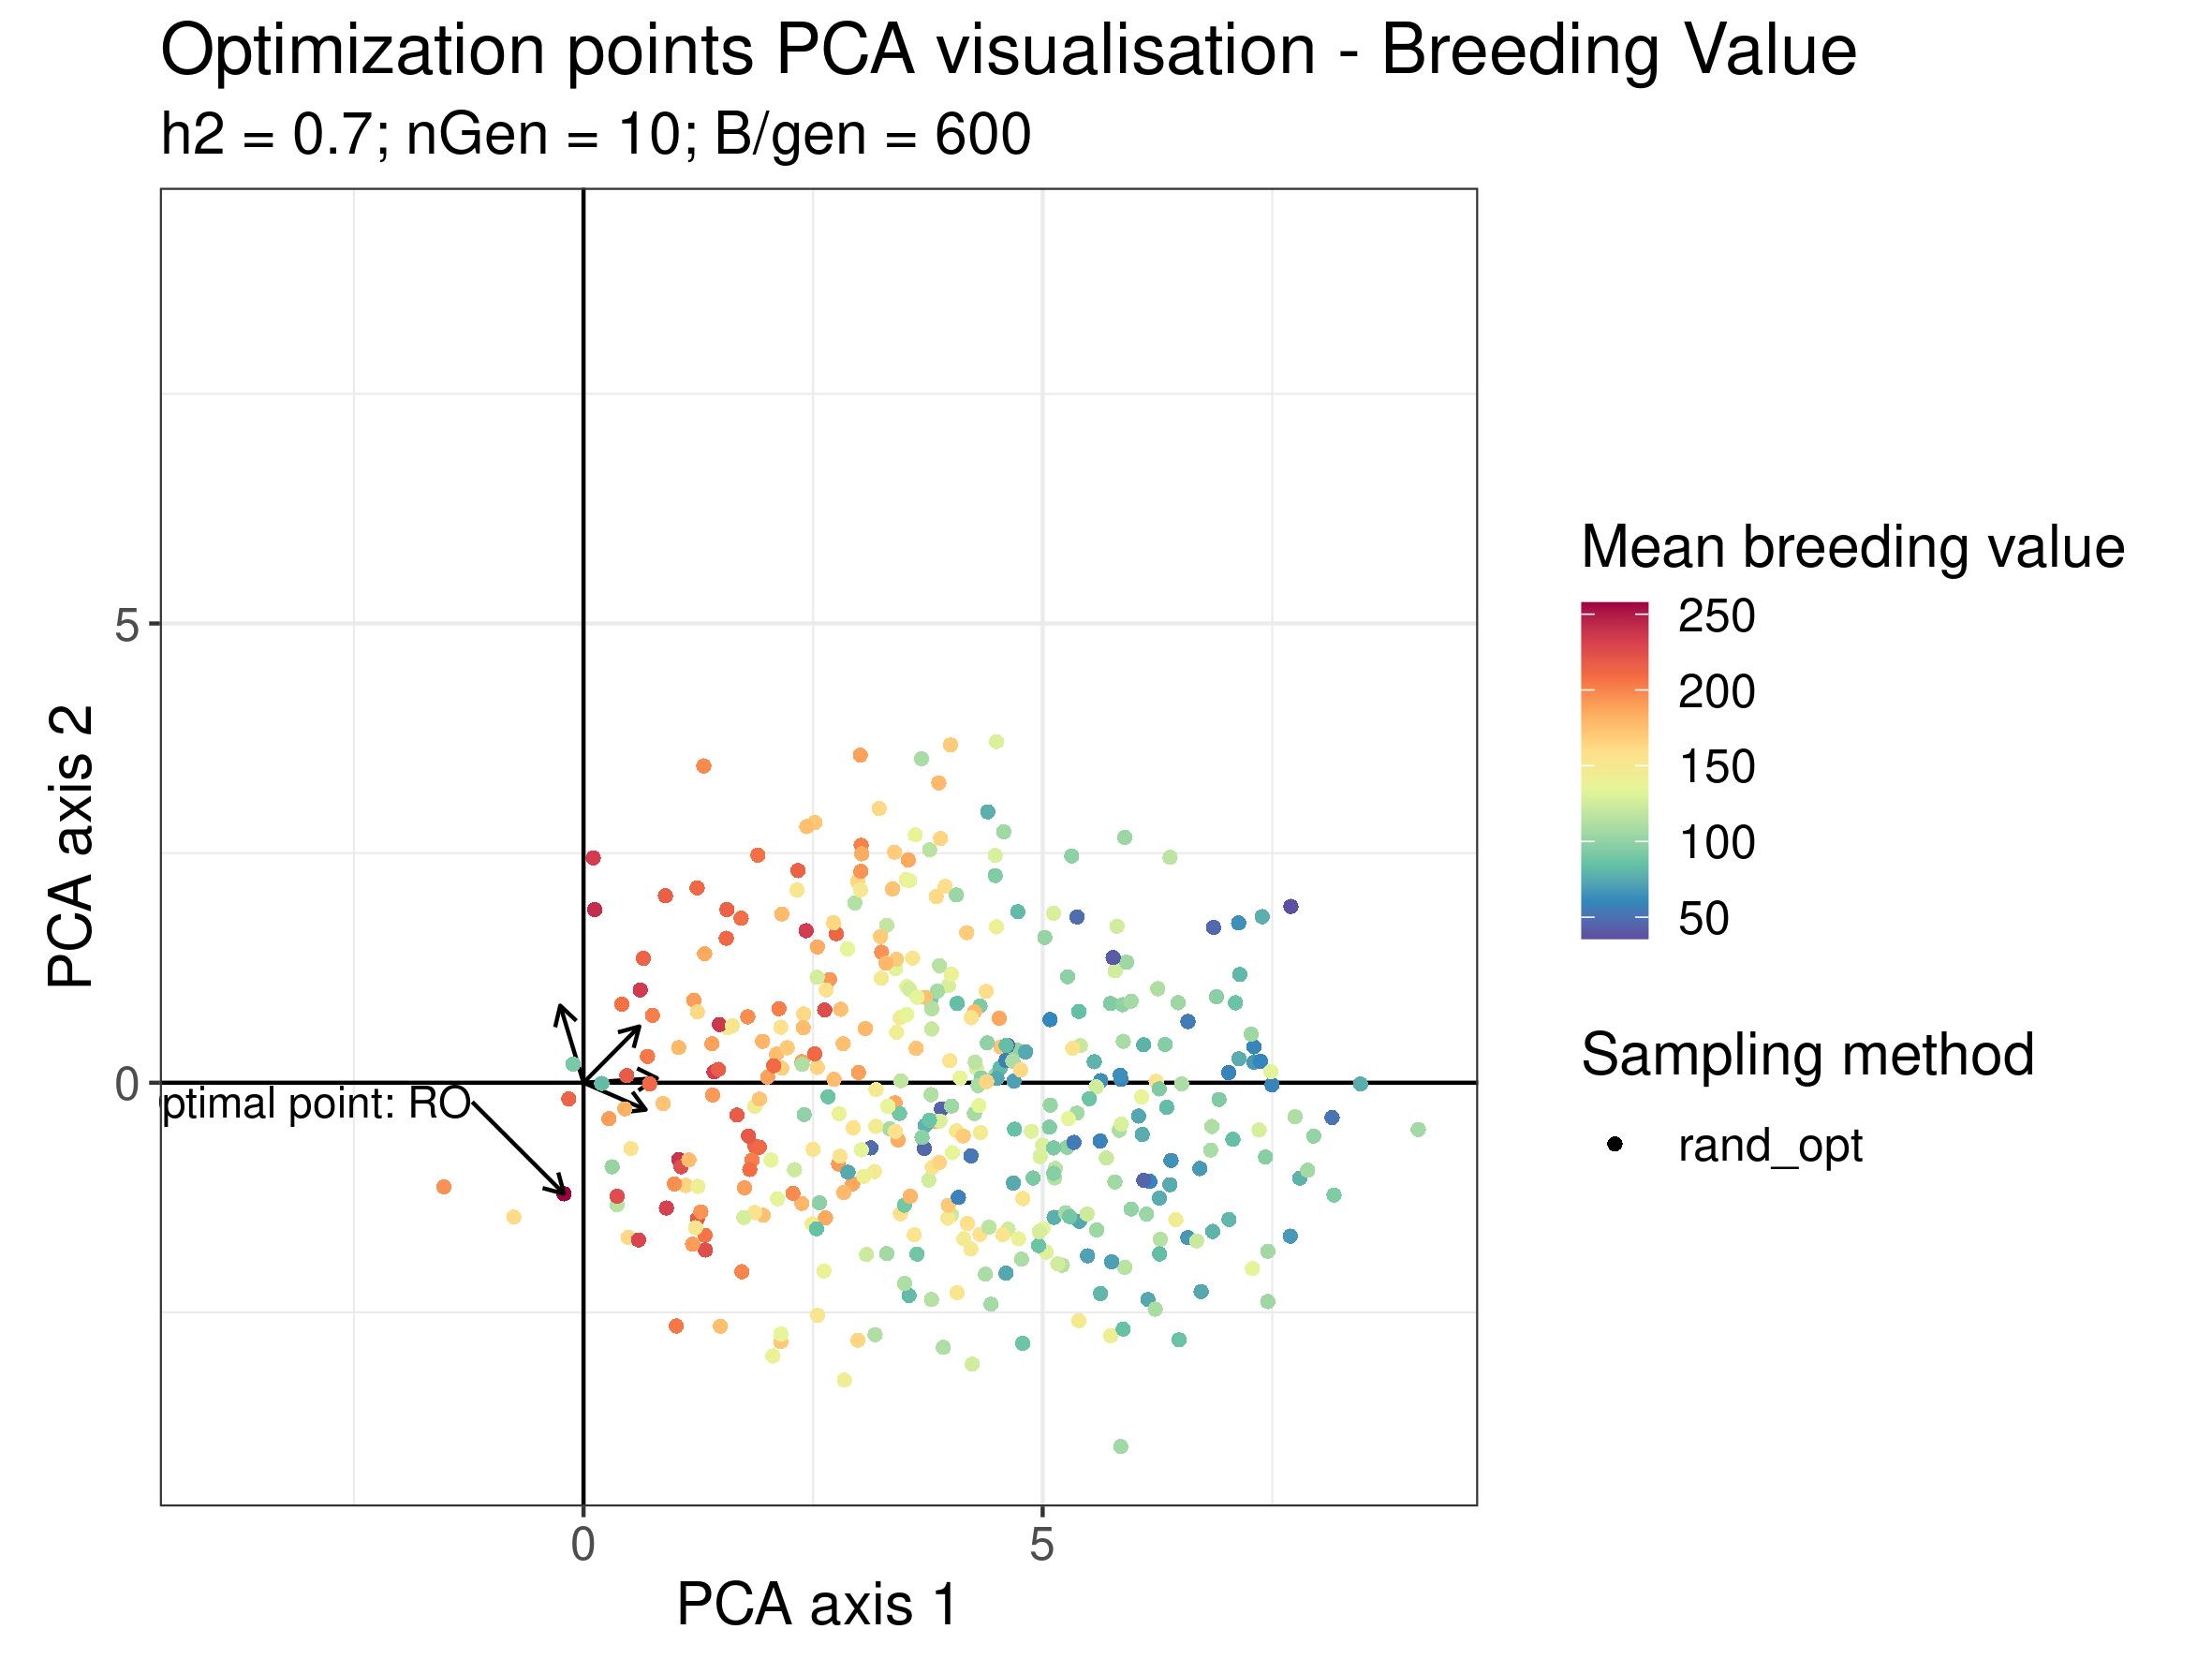 Optimization points PCA visualisation - Breeding Value
h2 = 0.7; nGen = 10; B/gen = 600
PCA axis 2
5
0
ptimal point: RO
0
5
PCA axis 1
Mean breeding value
250
200
150
100
50
Sampling method
rand_opt